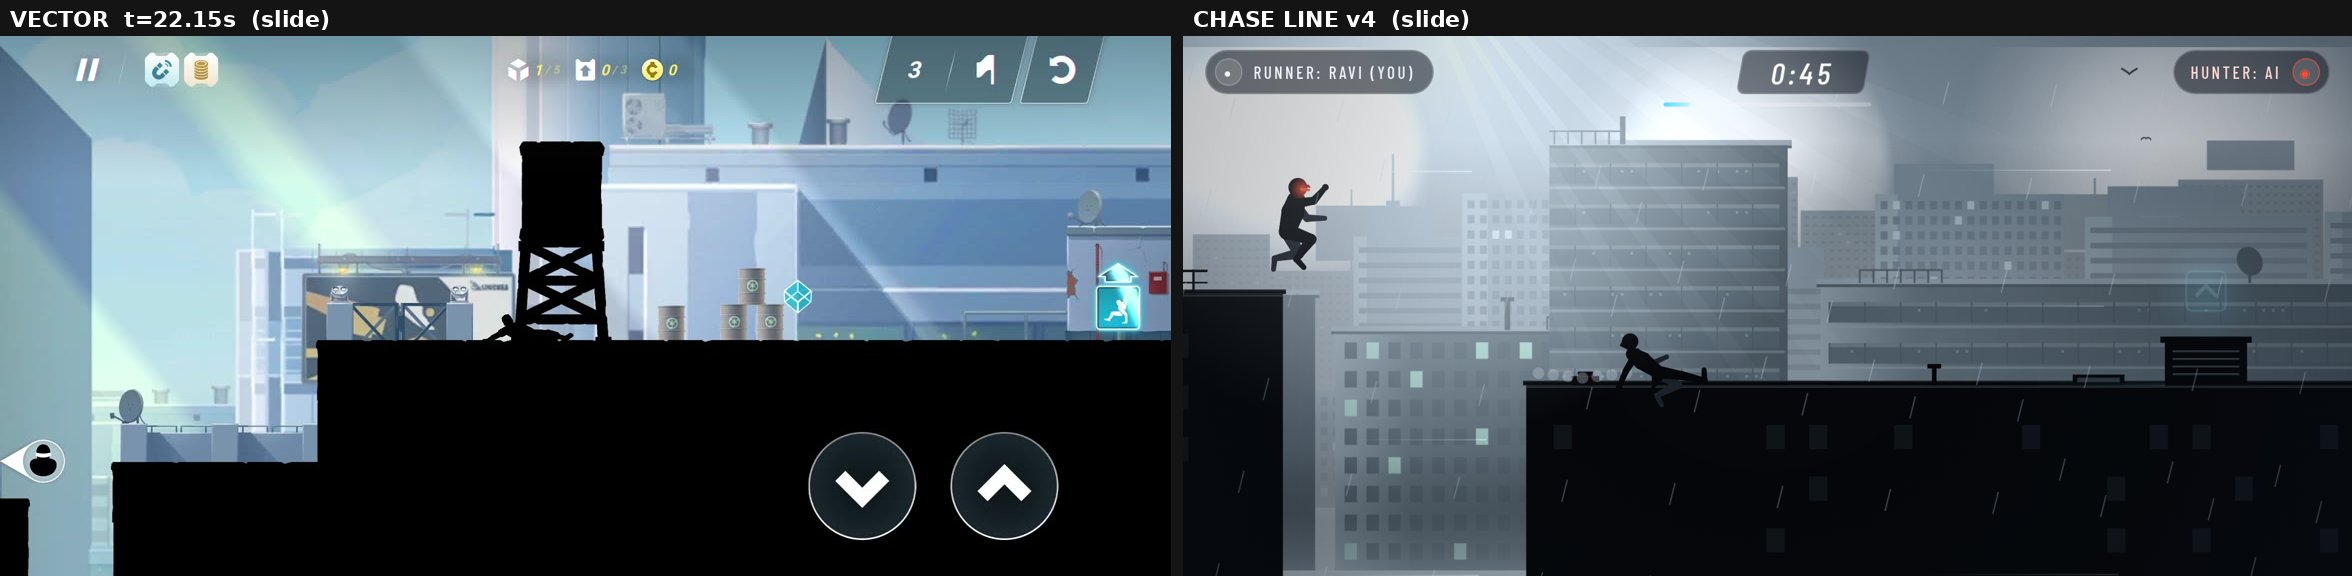 VECTOR t=22.15s (slide)
CHASE LINE v4 (slide)
1/5
0/3
0
3
RUNNER: RAVI (YOU)
0:45
HUNTER: AI